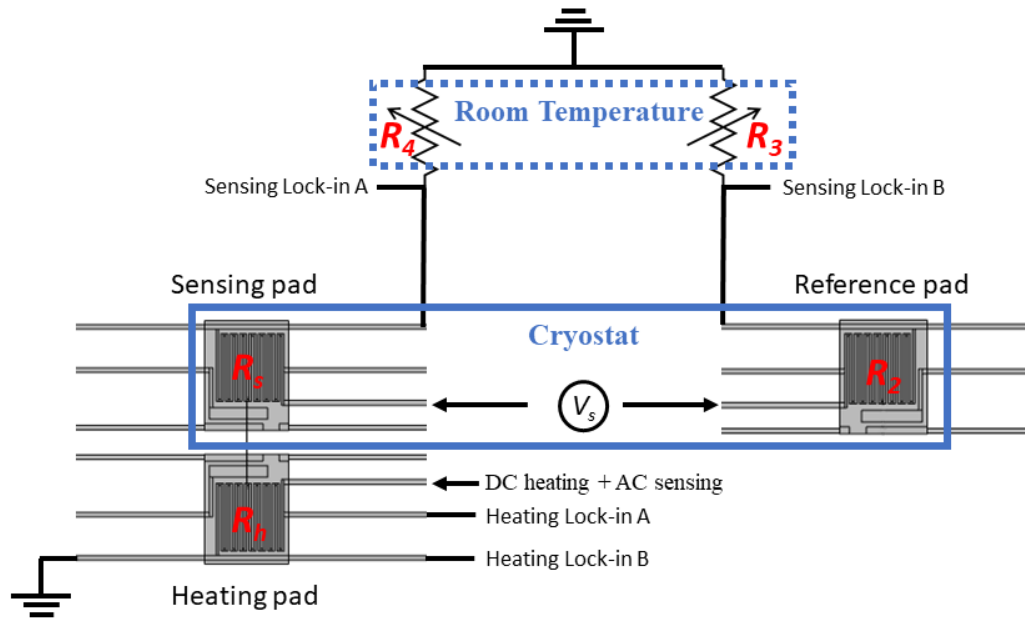 Room Temperature
R4
R3
Sensing Lock-in A
Sensing Lock-in B
Sensing pad
Reference pad
Cryostat
Rs
R2
Vs
DC heating + AC sensing
Rh
Heating Lock-in A
Heating Lock-in B
Heating pad